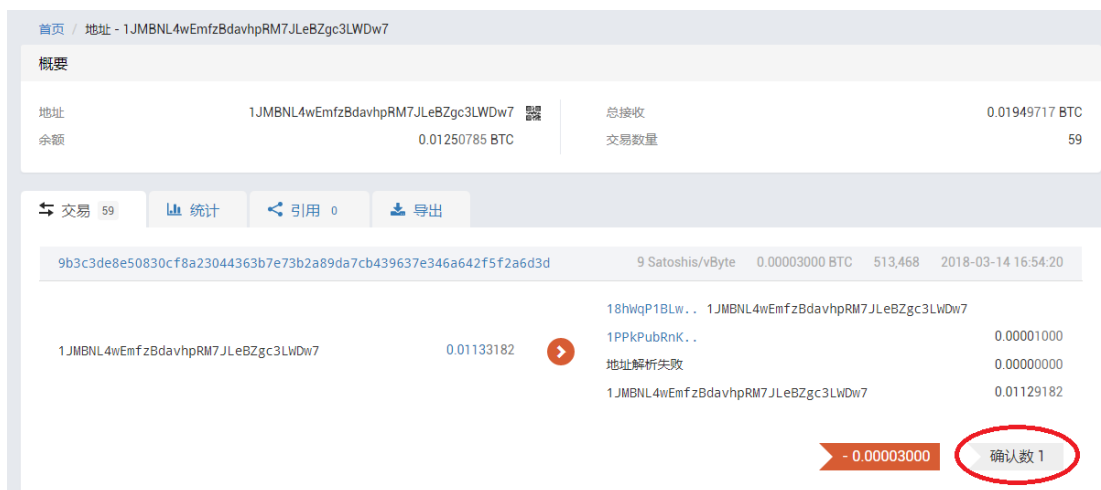 首页 / 地址 - 1JMBNL4wEmfzBdavhpRM7JLeBZgc3LWDw7
概要
地址 1JMBNL4wEmfzBdavhpRM7JLeBZgc3LWDw7 总接收 0.01949717 BTC
余额 0.01250785 BTC 交易数量 59
交易 59 统计 引用 0 导出
9b3c3de8e50830cf8a23044363b7e73b2a89da7cb439637e346a642f5f2a6d3d 9 Satoshis/vByte 0.00003000 BTC 513,468 2018-03-14 16:54:20
18hWqP1BLw.. 1JMBNL4wEmfzBdavhpRM7JLeBZgc3LWDw7
1PPkPubRnK.. 0.00001000
1JMBNL4wEmfzBdavhpRM7JLeBZgc3LWDw7 0.01133182
地址解析失败 0.00000000
1JMBNL4wEmfzBdavhpRM7JLeBZgc3LWDw7 0.01129182
- 0.00003000 确认数 1